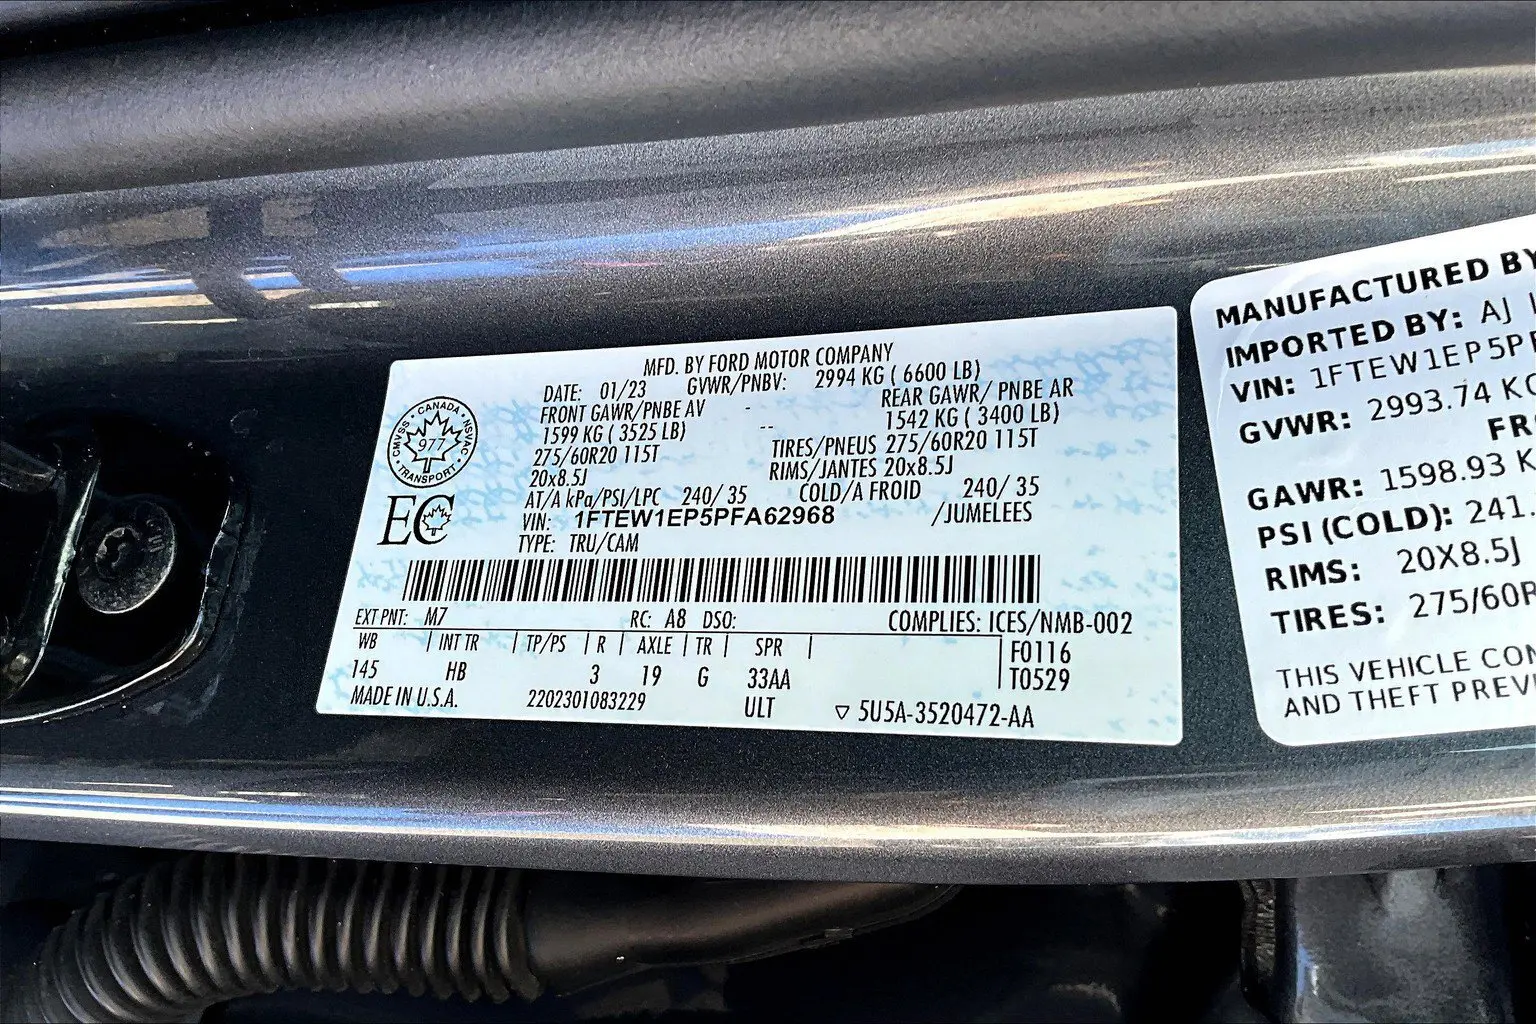 MFD. BY FORD MOTOR COMPANY
DATE: 01/23 GVWR/PNBV: 2994 KG ( 6600 LB)
FRONT GAWR/PNBE AV - REAR GAWR/ PNBE AR
1599 KG ( 3525 LB) -- 1542 KG ( 3400 LB)
275/60R20 115T TIRES/PNEUS 275/60R20 115T
20x8.5J RIMS/JANTES 20x8.5J
AT/A kPa/PSI/LPC 240/ 35 COLD/A FROID 240/ 35
VIN: 1FTEW1EP5PFA62968 /JUMELEES
TYPE: TRU/CAM
CANADA
CMVSS NSVAC
977
TRANSPORT
EC
EXT PNT: M7 RC: A8 DSO: COMPLIES: ICES/NMB-002
WB | INT TR | TP/PS | R | AXLE | TR | SPR | F0116
145 HB 3 19 G 33AA T0529
MADE IN U.S.A. 2202301083229 ULT ▽ 5U5A-3520472-AA
MANUFACTURED BY
IMPORTED BY: AJ
VIN: 1FTEW1EP5P
GVWR: 2993.74 KG
GAWR: 1598.93 K
PSI (COLD): 241.
RIMS: 20X8.5J
TIRES: 275/60R
THIS VEHICLE
AND THEFT